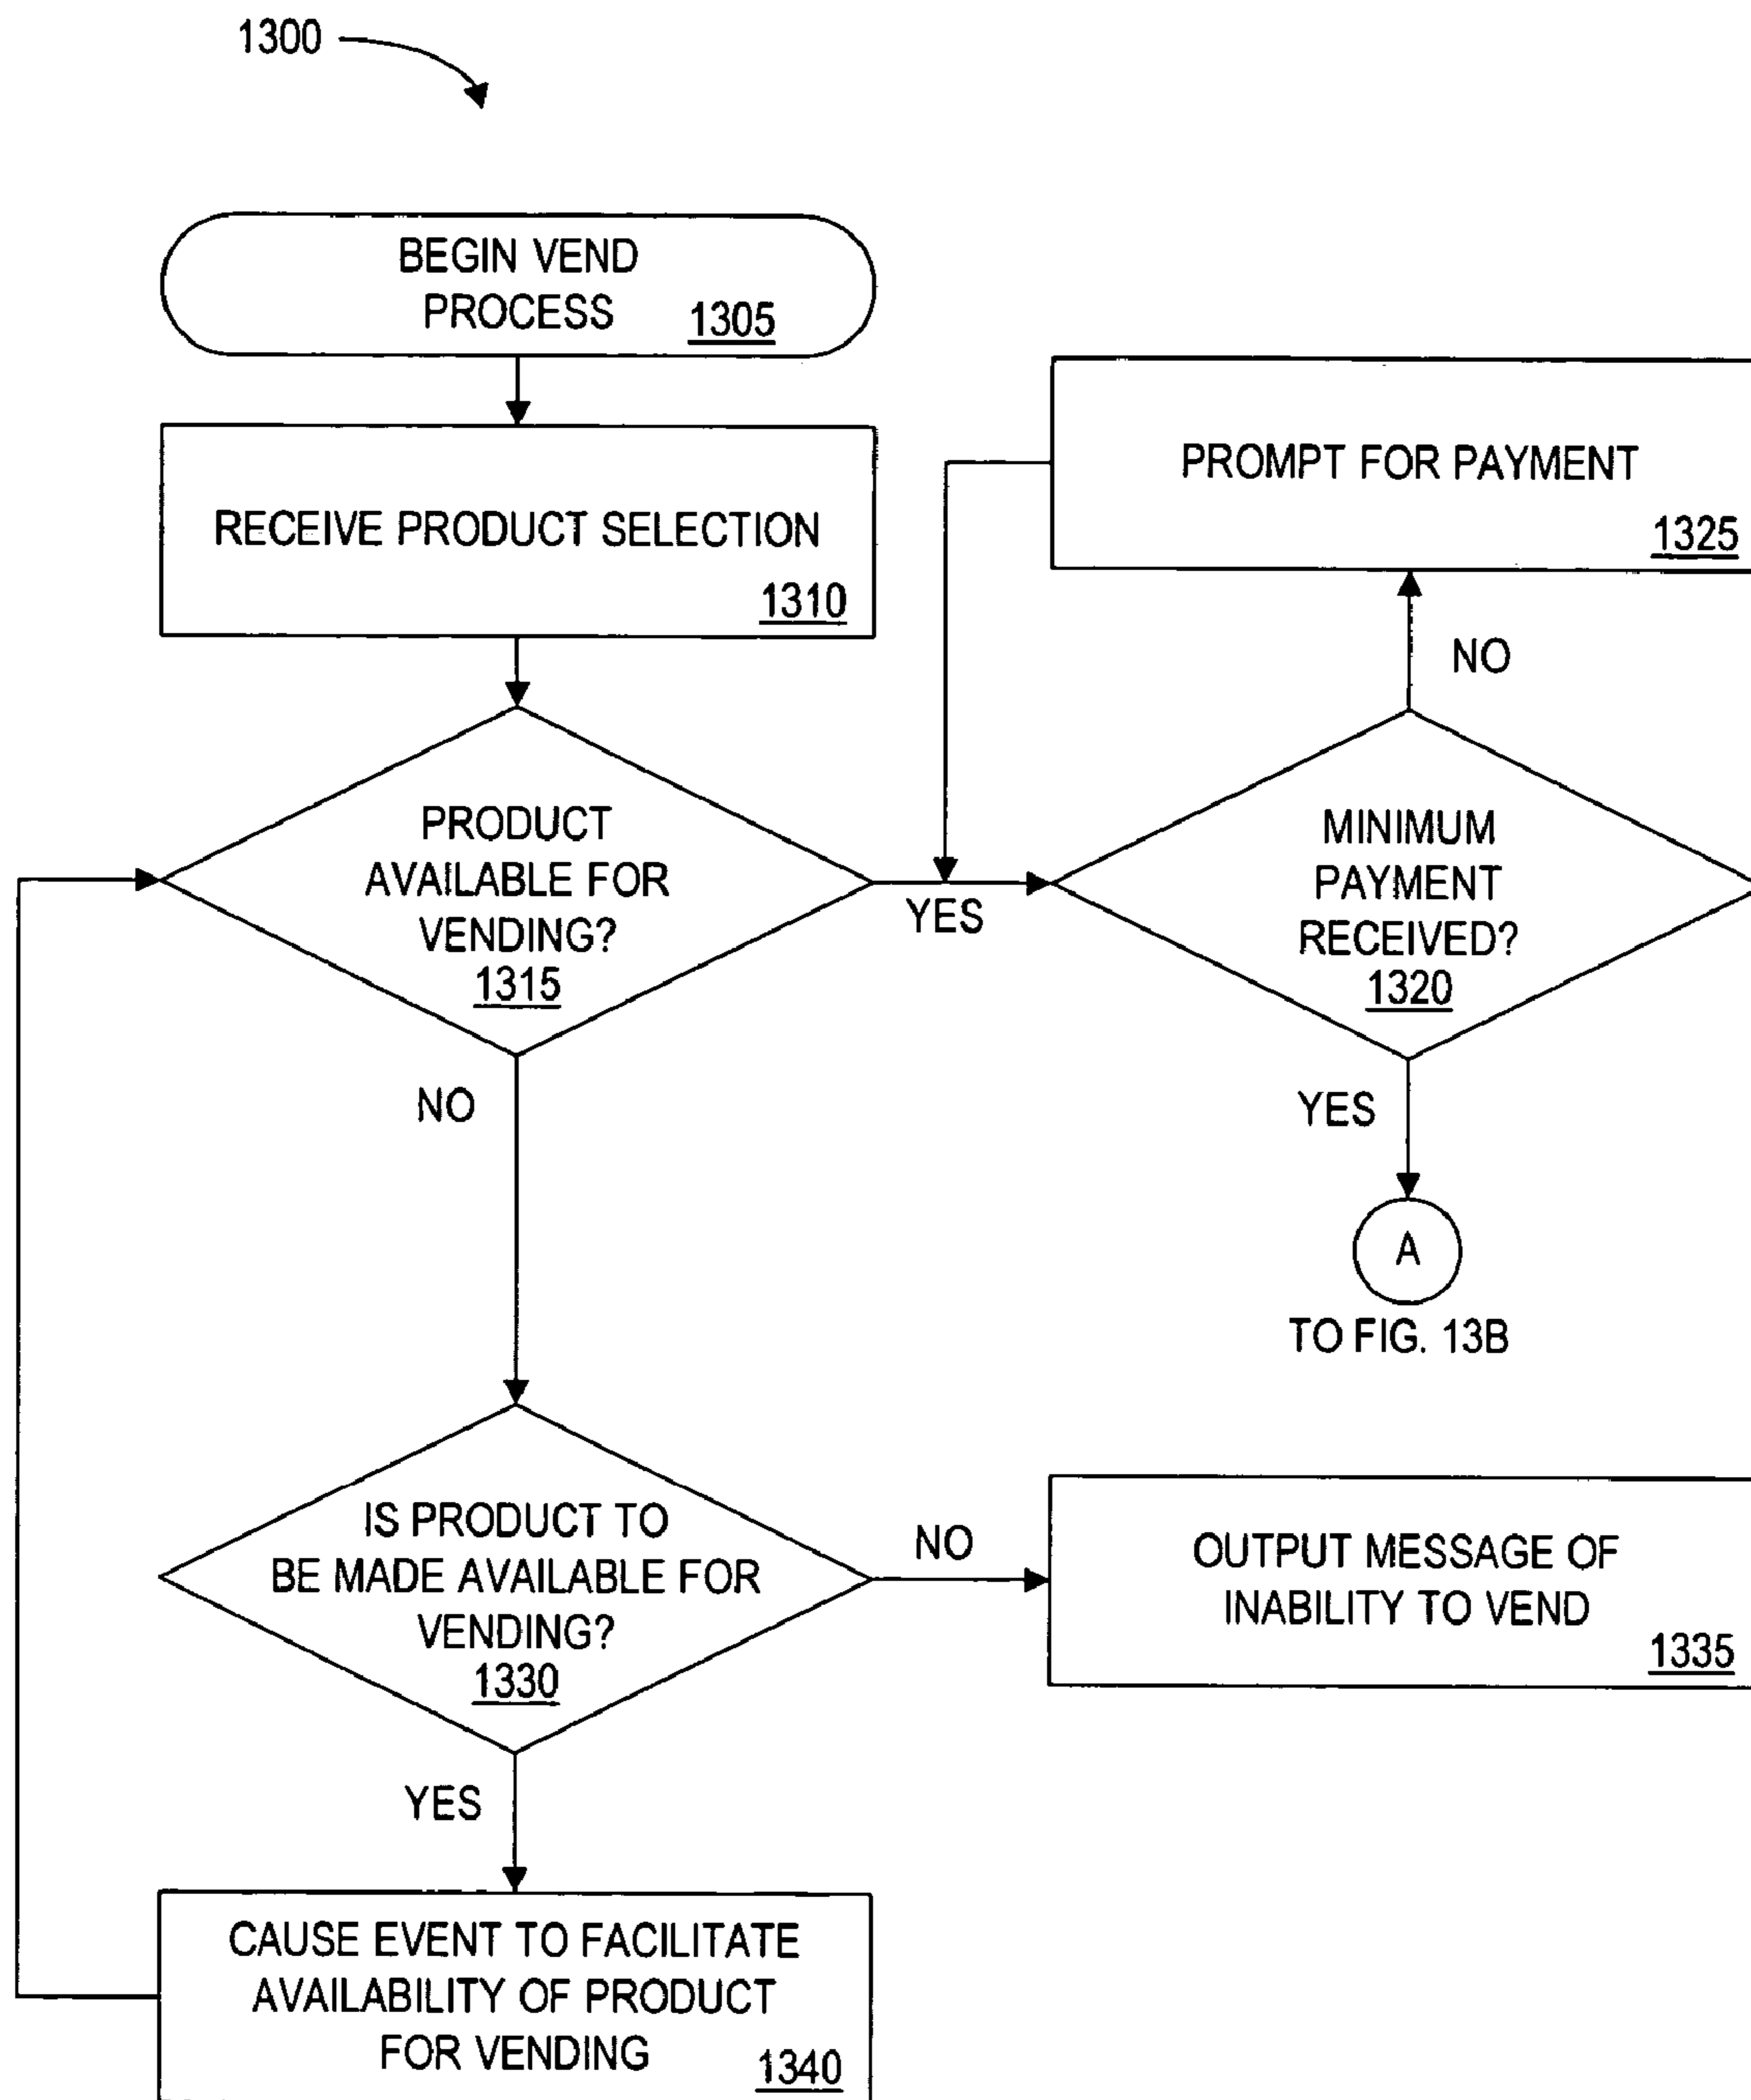 1300
BEGIN VEND
PROCESS
1305
RECEIVE PRODUCT SELECTION
1310
PROMPT FOR PAYMENT
1325
NO
PRODUCT
AVAILABLE FOR
VENDING?
1315
YES
MINIMUM
PAYMENT
RECEIVED?
1320
NO
YES
A
TO FIG. 13B
IS PRODUCT TO
BE MADE AVAILABLE FOR
VENDING?
1330
NO
OUTPUT MESSAGE OF
INABILITY TO VEND
1335
YES
CAUSE EVENT TO FACILITATE
AVAILABILITY OF PRODUCT
FOR VENDING
1340